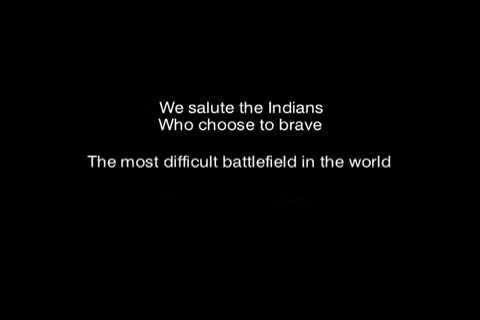 We salute the Indians
Who choose to brave
The most difficult battlefield in the world